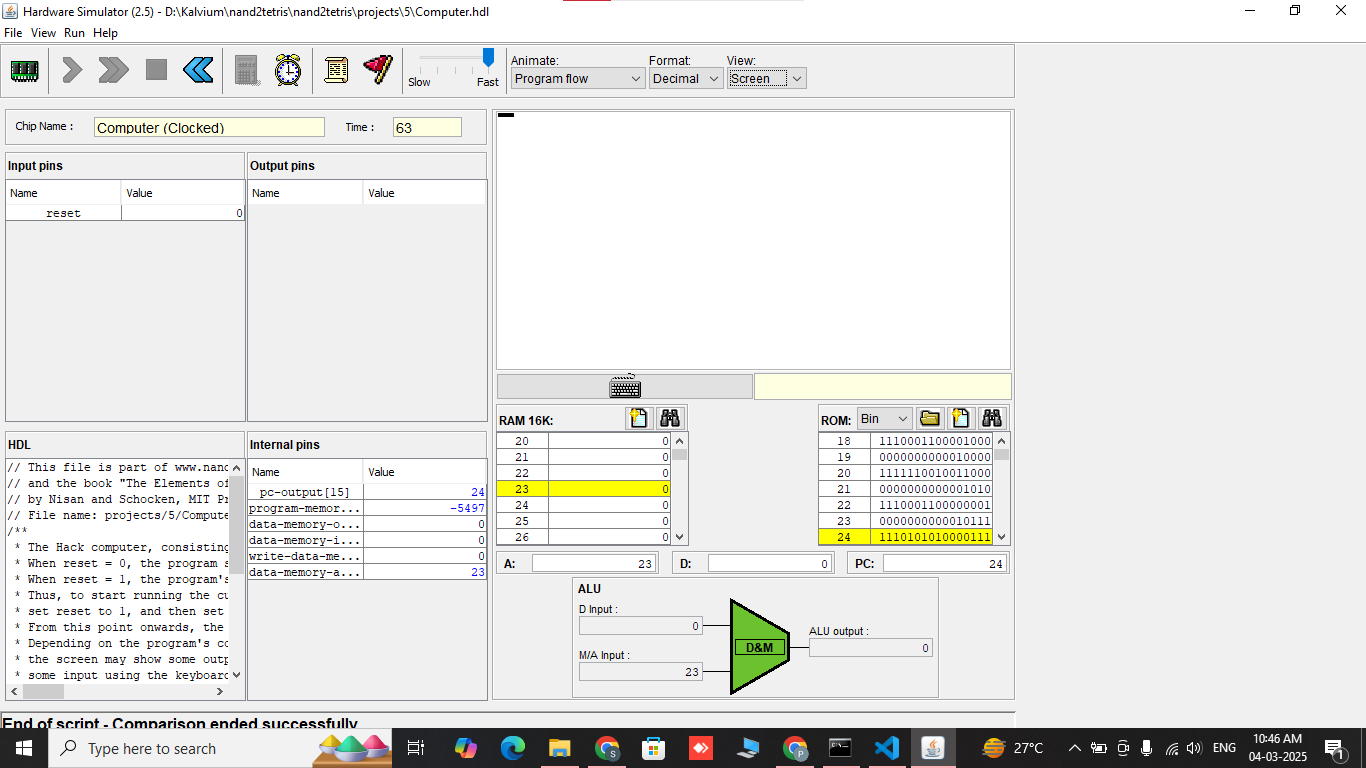 Hardware Simulator (2.5) - D:\Kalvium\nand2tetris\nand2tetris\projects\5\Computer.hdl
File View Run Help
Slow Fast
Animate: Format: View:
Program flow Decimal Screen
Chip Name : Computer (Clocked) Time : 63
Input pins
Name Value
reset 0
Output pins
Name Value
HDL
// This file is part of www.nand
// and the book "The Elements of
// by Nisan and Schocken, MIT Pr
// File name: projects/5/Compute
/**
* The Hack computer, consisting
* When reset = 0, the program s
* When reset = 1, the program's
* Thus, to start running the cu
* set reset to 1, and then set
* From this point onwards, the
* Depending on the program's co
* the screen may show some outp
* some input using the keyboard
Internal pins
Name Value
pc-output[15] 24
program-memor... -5497
data-memory-o... 0
data-memory-i... 0
write-data-me... 0
data-memory-a... 23
RAM 16K:
20 0
21 0
22 0
23 0
24 0
25 0
26 0
ROM: Bin
18 1110001100001000
19 0000000000010000
20 1111110010011000
21 0000000000001010
22 1110001100000001
23 0000000000010111
24 1110101010000111
A: 23 D: 0 PC: 24
ALU
D Input :
0
M/A Input :
23
D&M
ALU output :
0
End of script - Comparison ended successfully
Type here to search
S
P
27°C
ENG
10:46 AM
04-03-2025
1